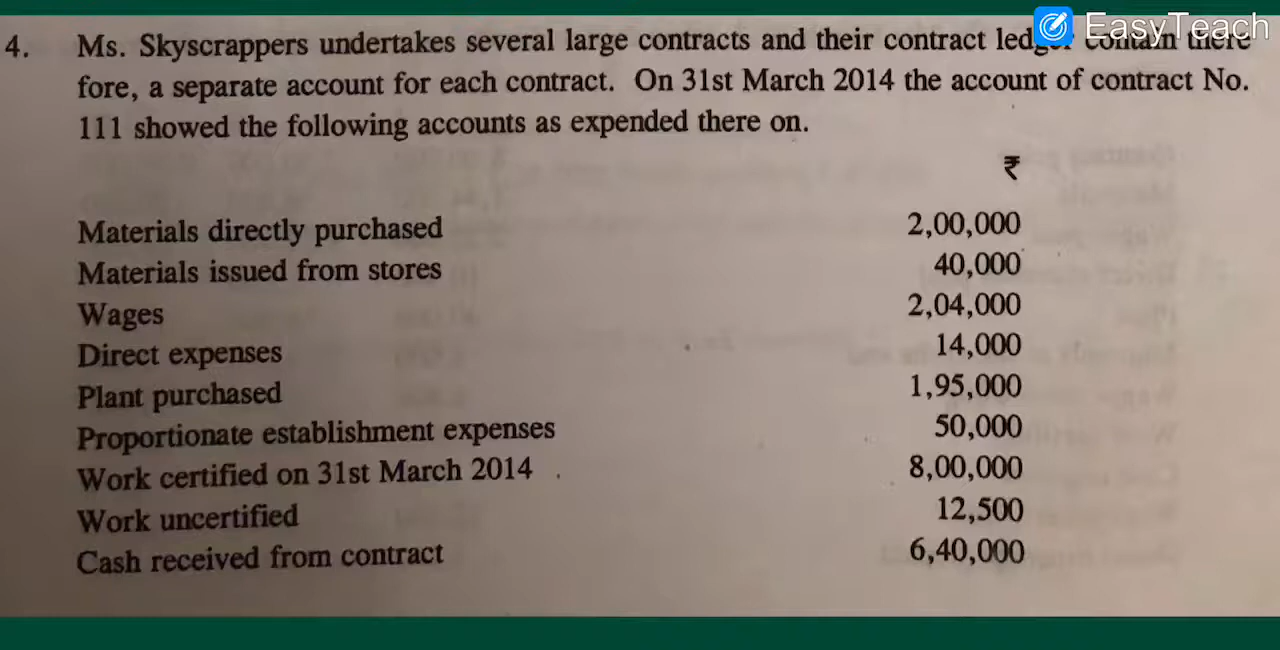 EasyTeach
4. Ms. Skyscrappers undertakes several large contracts and their contract contain there
fore, a separate account for each contract. On 31st March 2014 the account of contract No.
111 showed the following accounts as expended there on.
₹
Materials directly purchased 2,00,000
Materials issued from stores 40,000
Wages 2,04,000
Direct expenses 14,000
Plant purchased 1,95,000
Proportionate establishment expenses 50,000
Work certified on 31st March 2014 8,00,000
Work uncertified 12,500
Cash received from contract 6,40,000